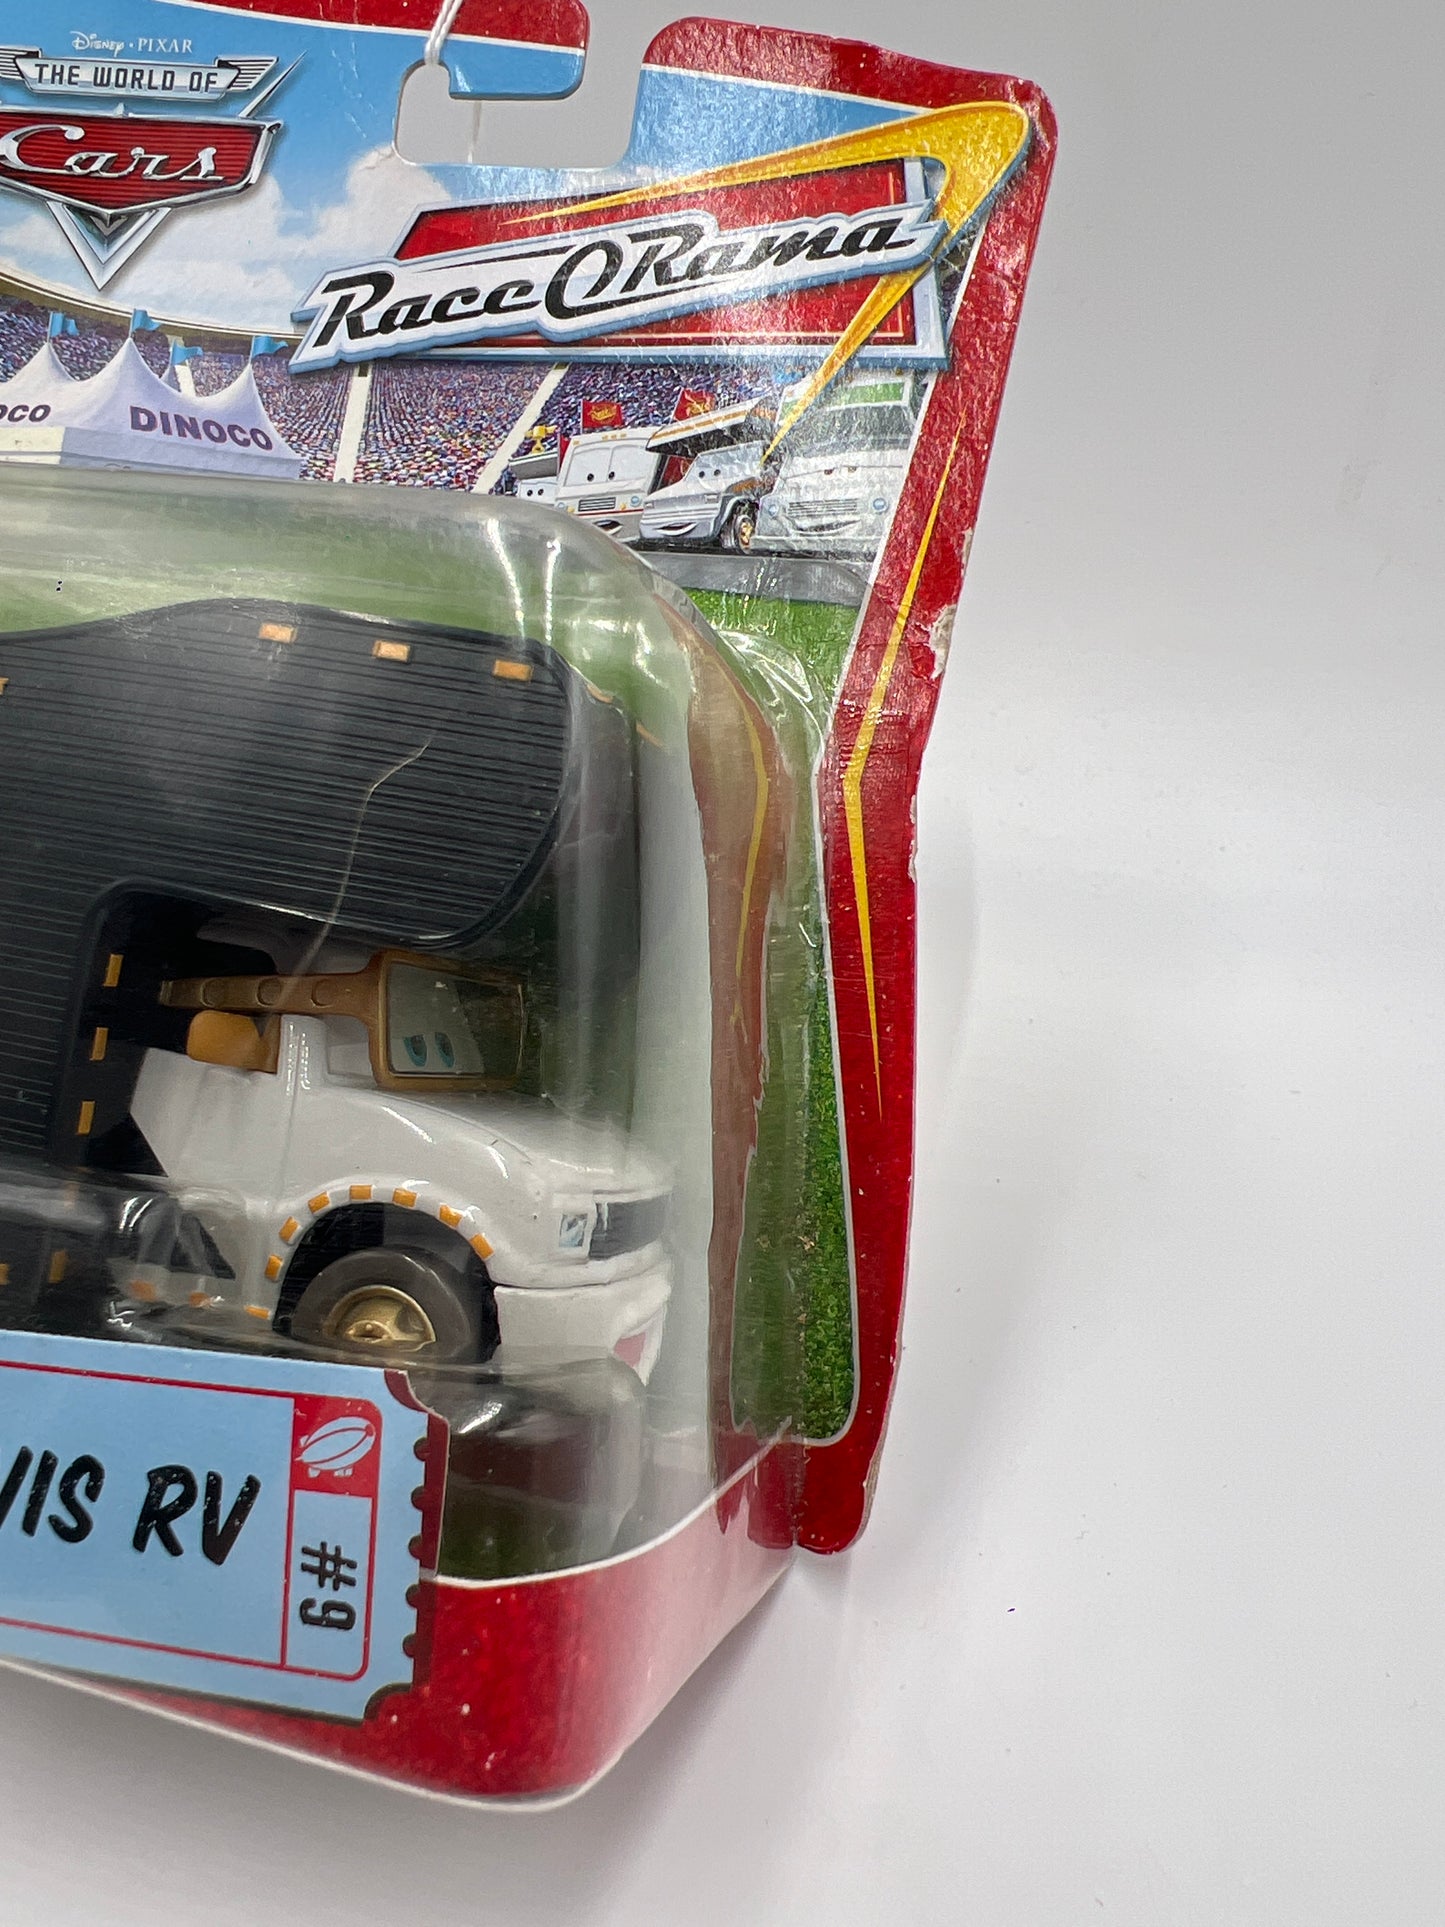 Disney • PIXAR
THE WORLD OF
Cars
RaceORama
OCO
DINOCO
VIS RV
#9